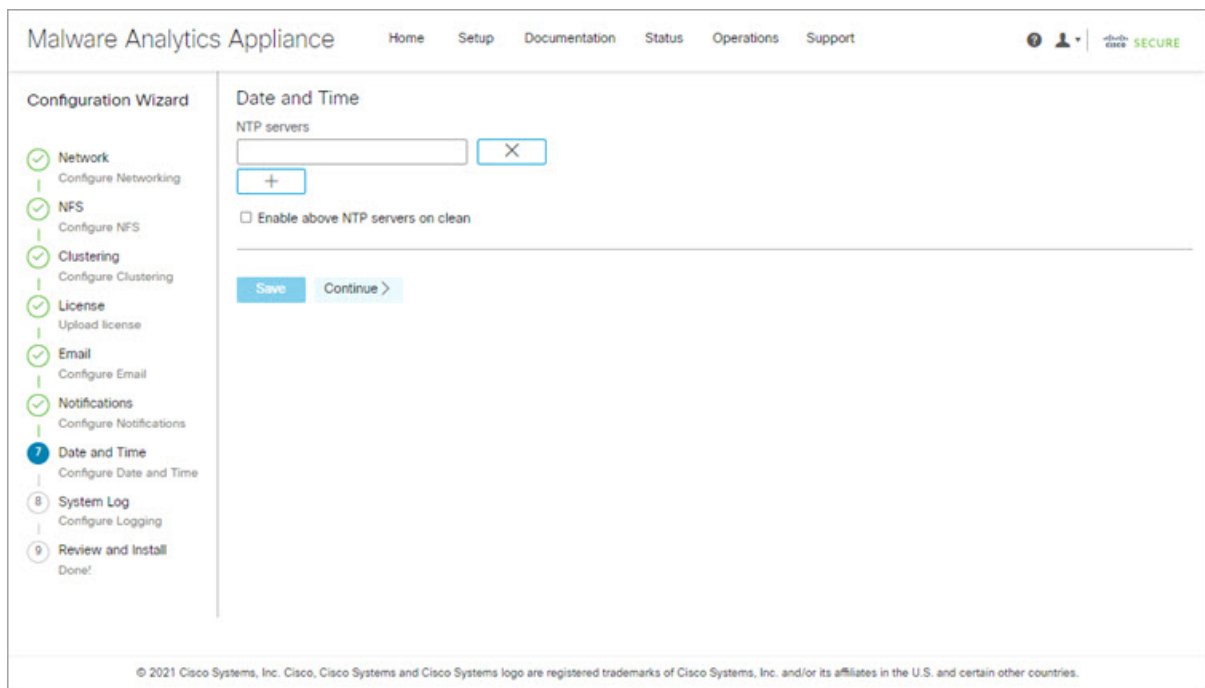 Malware Analytics Appliance
Home Setup Documentation Status Operations Support
cisco SECURE
Configuration Wizard
Network
Configure Networking
NFS
Configure NFS
Clustering
Configure Clustering
License
Upload license
Email
Configure Email
Notifications
Configure Notifications
7 Date and Time
Configure Date and Time
8 System Log
Configure Logging
9 Review and Install
Done!
Date and Time
NTP servers
Enable above NTP servers on clean
Save Continue >
© 2021 Cisco Systems, Inc. Cisco, Cisco Systems and Cisco Systems logo are registered trademarks of Cisco Systems, Inc. and/or its affiliates in the U.S. and certain other countries.